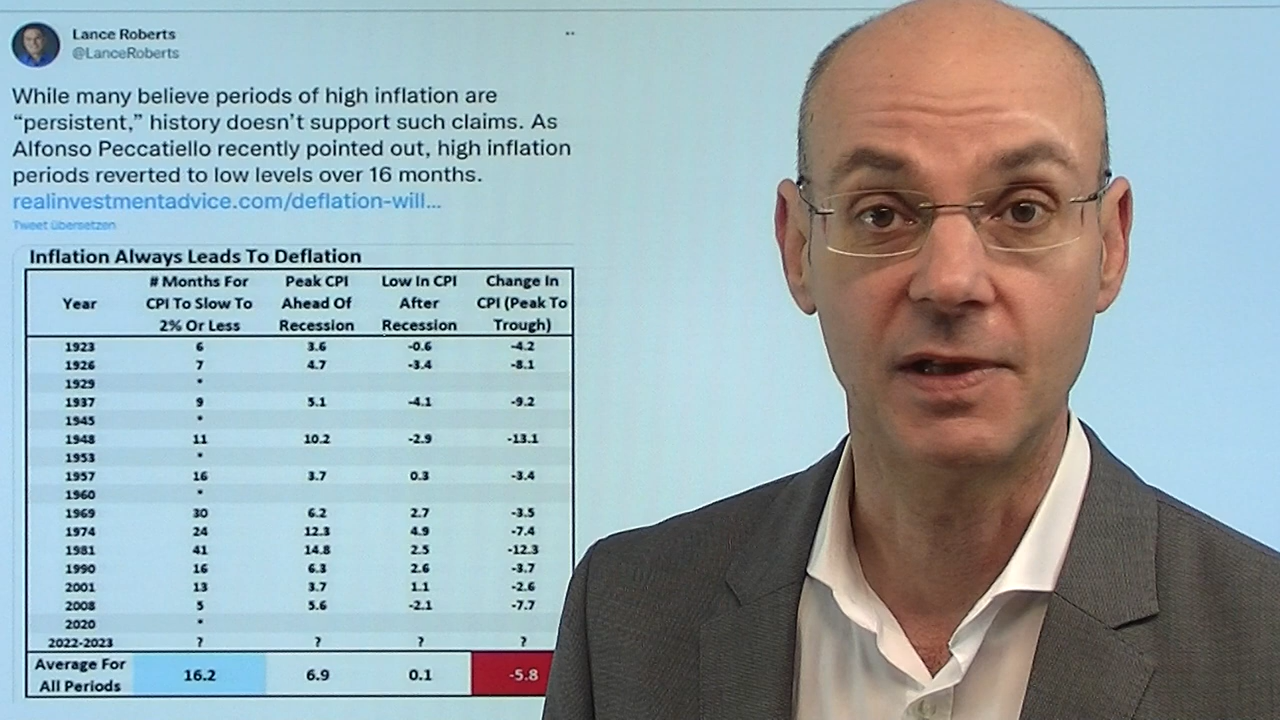 Lance Roberts
@LanceRoberts
While many believe periods of high inflation are
“persistent,” history doesn’t support such claims. As
Alfonso Peccatiello recently pointed out, high inflation
periods reverted to low levels over 16 months.
realinvestmentadvice.com/deflation-will...
Tweet übersetzen
Inflation Always Leads To Deflation
Year # Months For CPI To Slow To 2% Or Less Peak CPI Ahead Of Recession Low In CPI After Recession Change In CPI (Peak To Trough)
1923 6 3.6 -0.6 -4.2
1926 7 4.7 -3.4 -8.1
1929 *
1937 9 5.1 -4.1 -9.2
1945 *
1948 11 10.2 -2.9 -13.1
1953 *
1957 16 3.7 0.3 -3.4
1960 *
1969 30 6.2 2.7 -3.5
1974 24 12.3 4.9 -7.4
1981 41 14.8 2.5 -12.3
1990 16 6.3 2.6 -3.7
2001 13 3.7 1.1 -2.6
2008 5 5.6 -2.1 -7.7
2020 *
2022-2023 ? ? ? ?
Average For All Periods 16.2 6.9 0.1 -5.8